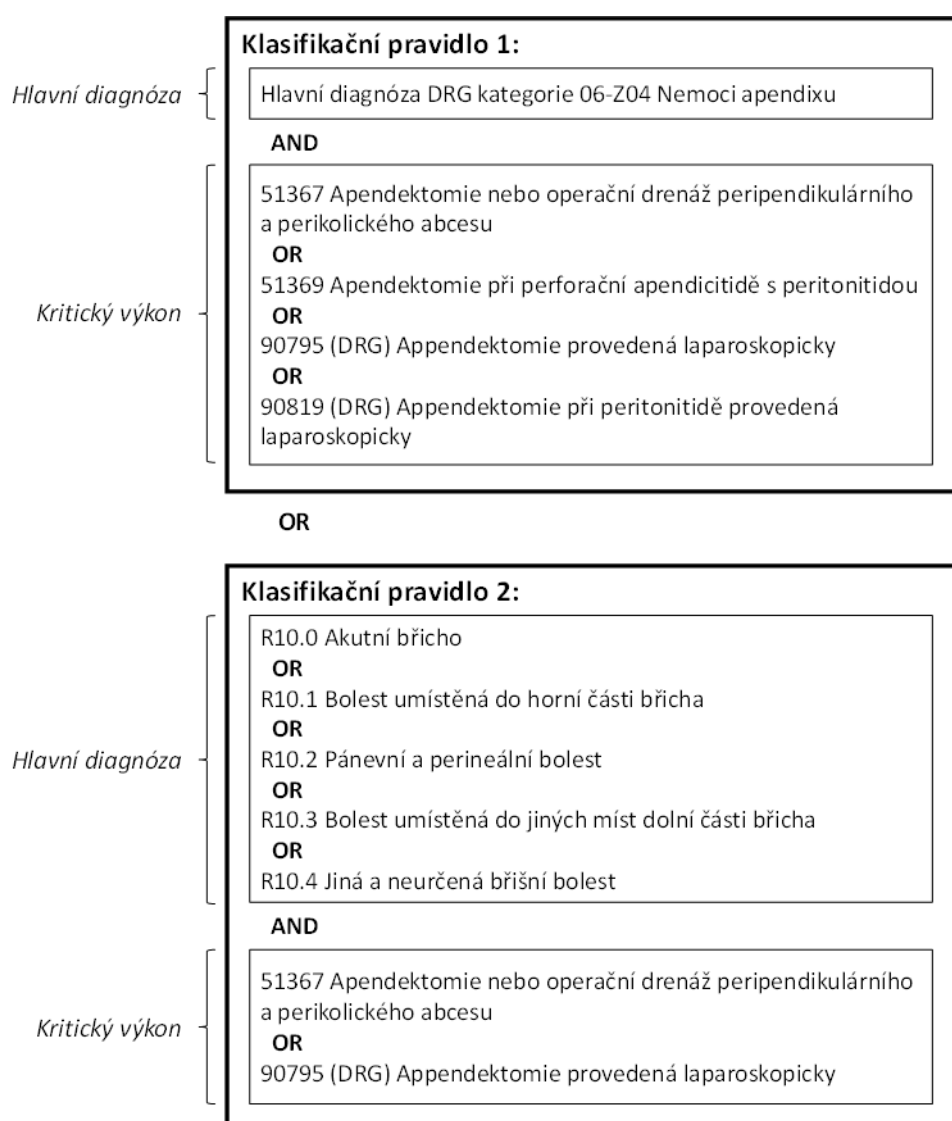 Klasifikační pravidlo 1:
Hlavní diagnóza
Hlavní diagnóza DRG kategorie 06-Z04 Nemoci apendixu
AND
Kritický výkon
51367 Apendektomie nebo operační drenáž peripendikulárního
a perikolického abcesu
OR
51369 Apendektomie při perforační apendicitidě s peritonitidou
OR
90795 (DRG) Appendektomie provedená laparoskopicky
OR
90819 (DRG) Appendektomie při peritonitidě provedená
laparoskopicky
OR
Klasifikační pravidlo 2:
Hlavní diagnóza
R10.0 Akutní břicho
OR
R10.1 Bolest umístěná do horní části břicha
OR
R10.2 Pánevní a perineální bolest
OR
R10.3 Bolest umístěná do jiných míst dolní části břicha
OR
R10.4 Jiná a neurčená břišní bolest
AND
Kritický výkon
51367 Apendektomie nebo operační drenáž peripendikulárního
a perikolického abcesu
OR
90795 (DRG) Appendektomie provedená laparoskopicky